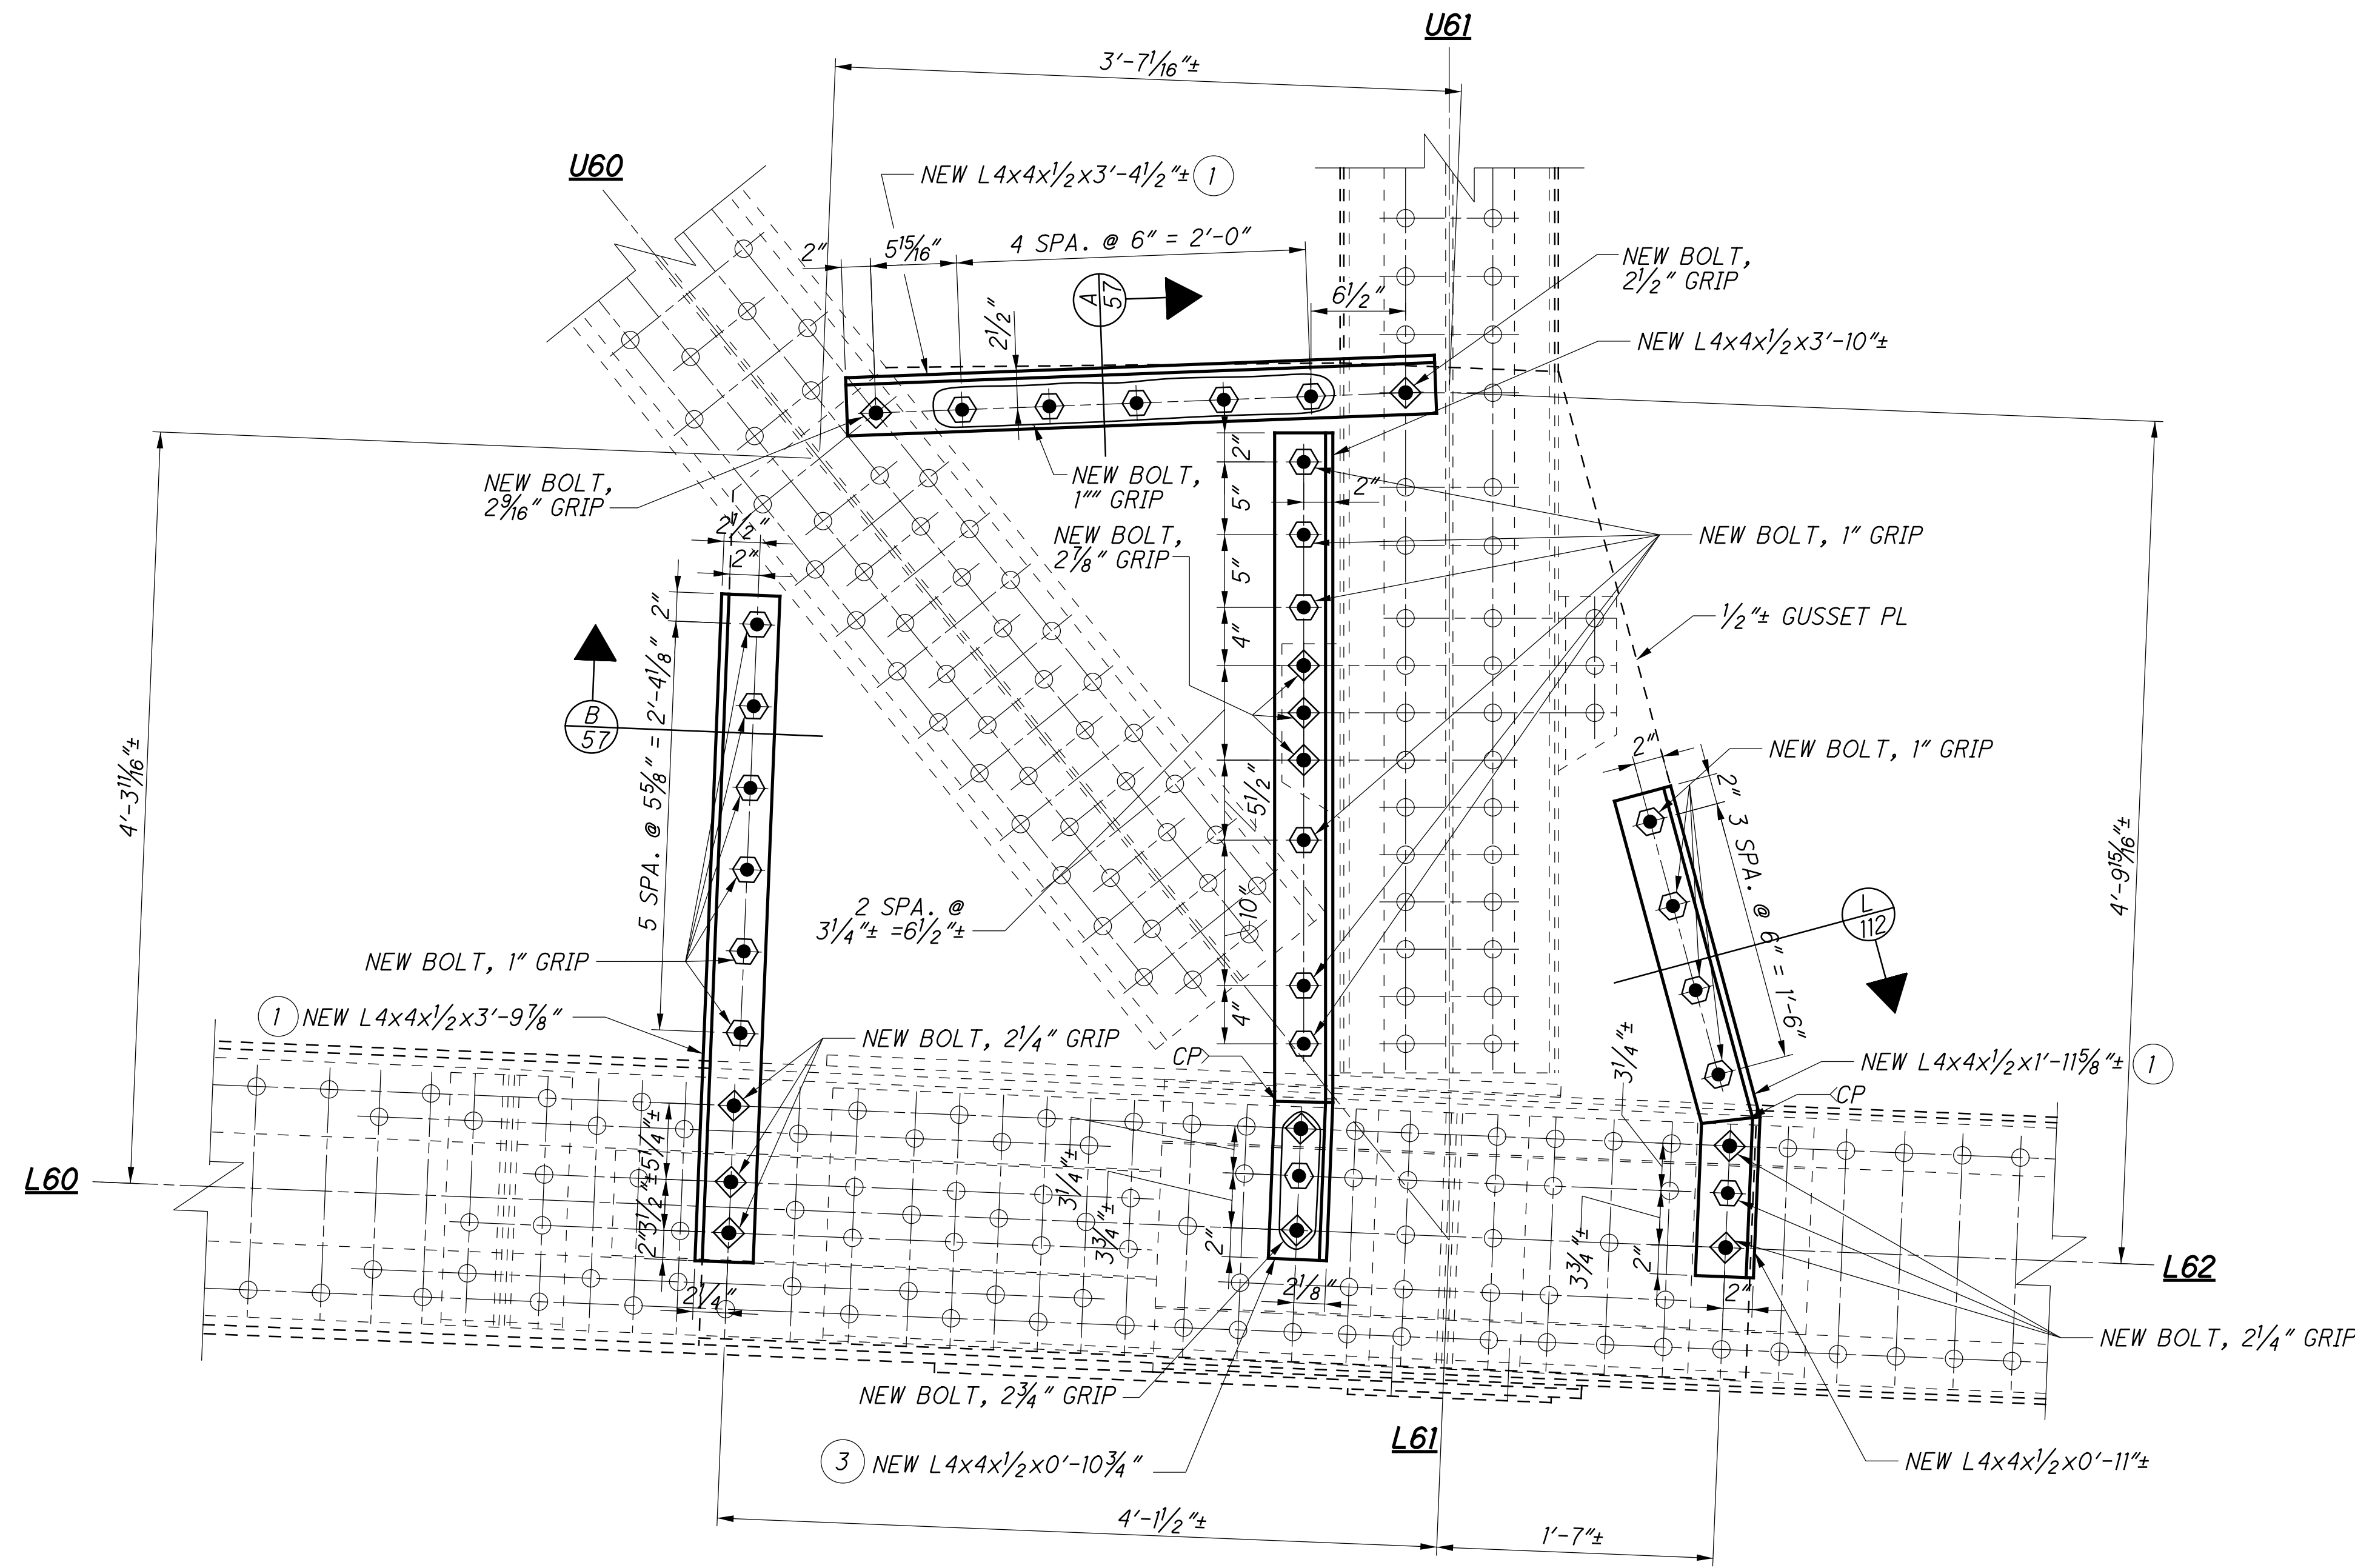 U61
3'-7 1/16"±
U60
NEW L4x4x1/2x3'-4 1/2"± 1
2"
5 15/16"
4 SPA. @ 6" = 2'-0"
A
57
2 1/2"
6 1/2"
NEW BOLT,
2 1/2" GRIP
NEW L4x4x1/2x3'-10"±
NEW BOLT,
2 9/16" GRIP
NEW BOLT,
1"" GRIP
2"
5"
5"
4"
2"
NEW BOLT,
2 7/8" GRIP
NEW BOLT, 1" GRIP
1/2"± GUSSET PL
2 1/2"
2"
2"
5 SPA. @ 5 5/8" = 2'-4 1/8"
B
57
4'-3 11/16"±
NEW BOLT, 1" GRIP
2"
2"
3 SPA. @ 6" = 1'-6"
L
112
4'-9 15/16"±
5 1/2"
10"
4"
2 SPA. @
3 1/4"± =6 1/2"±
NEW BOLT, 1" GRIP
1 NEW L4x4x1/2x3'-9 7/8"
NEW BOLT, 2 1/4" GRIP
CP
3 1/4"±
NEW L4x4x1/2x1'-11 5/8"± 1
CP
L60
5 1/4"±
3 1/2"±
2"
2 1/4"
3 1/4"±
3 3/4"±
2"
2 1/8"
3 3/4"±
2"
2"
L62
NEW BOLT, 2 1/4" GRIP
NEW BOLT, 2 3/4" GRIP
L61
3 NEW L4x4x1/2x0'-10 3/4"
NEW L4x4x1/2x0'-11"±
4'-1 1/2"±
1'-7"±